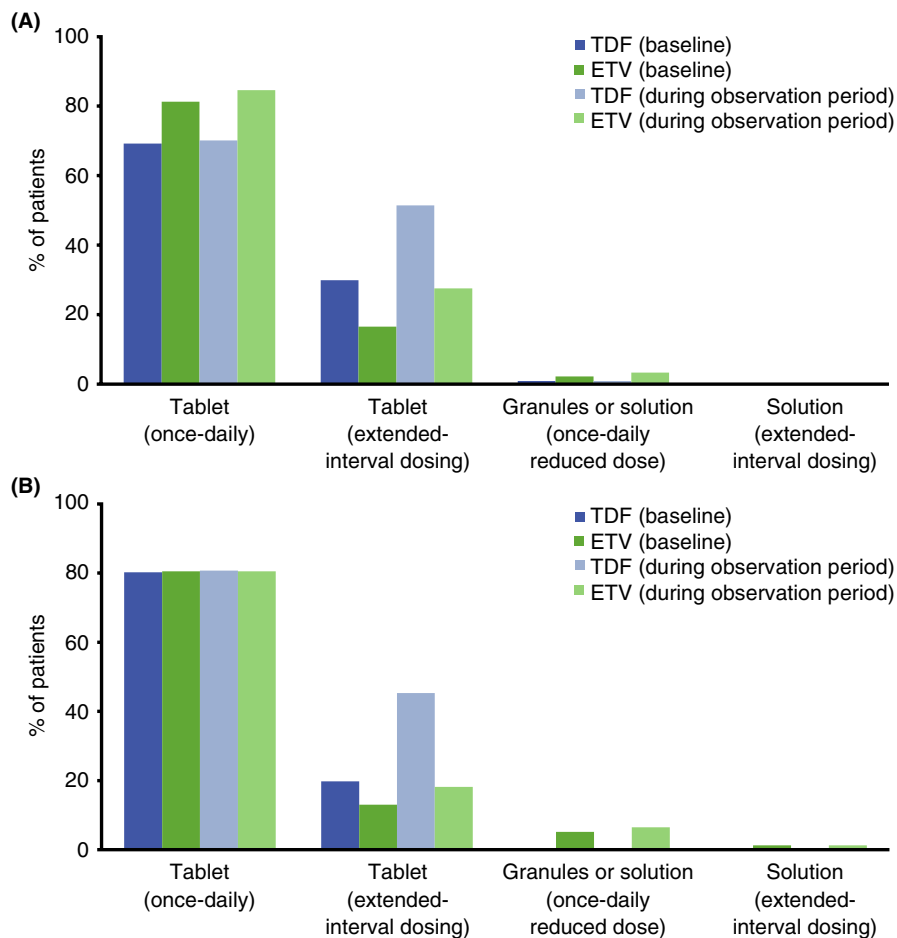 (A)
100
80
60
40
20
0
% of patients
TDF (baseline)
ETV (baseline)
TDF (during observation period)
ETV (during observation period)
Tablet
(once-daily)
Tablet
(extended-
interval dosing)
Granules or solution
(once-daily
reduced dose)
Solution
(extended-
interval dosing)
(B)
100
80
60
40
20
0
% of patients
TDF (baseline)
ETV (baseline)
TDF (during observation period)
ETV (during observation period)
Tablet
(once-daily)
Tablet
(extended-
interval dosing)
Granules or solution
(once-daily
reduced dose)
Solution
(extended-
interval dosing)